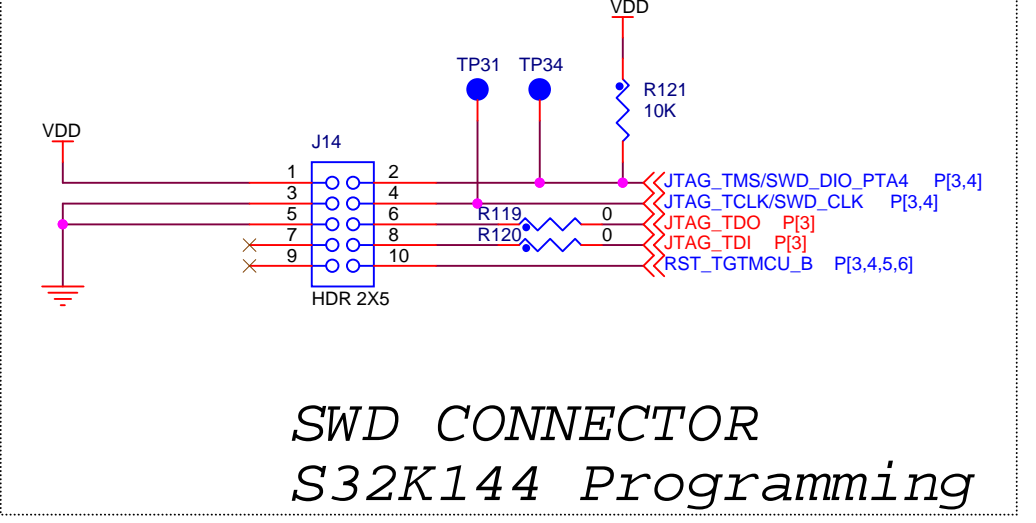 VDD
TP31 TP34
R121
10K
VDD
J14
1 2 JTAG_TMS/SWD_DIO_PTA4 P[3,4]
3 4 JTAG_TCLK/SWD_CLK P[3,4]
5 6 R119 0 JTAG_TDO P[3]
7 8 R120 0 JTAG_TDI P[3]
9 10 RST_TGTMCU_B P[3,4,5,6]
HDR 2X5
SWD CONNECTOR
S32K144 Programming